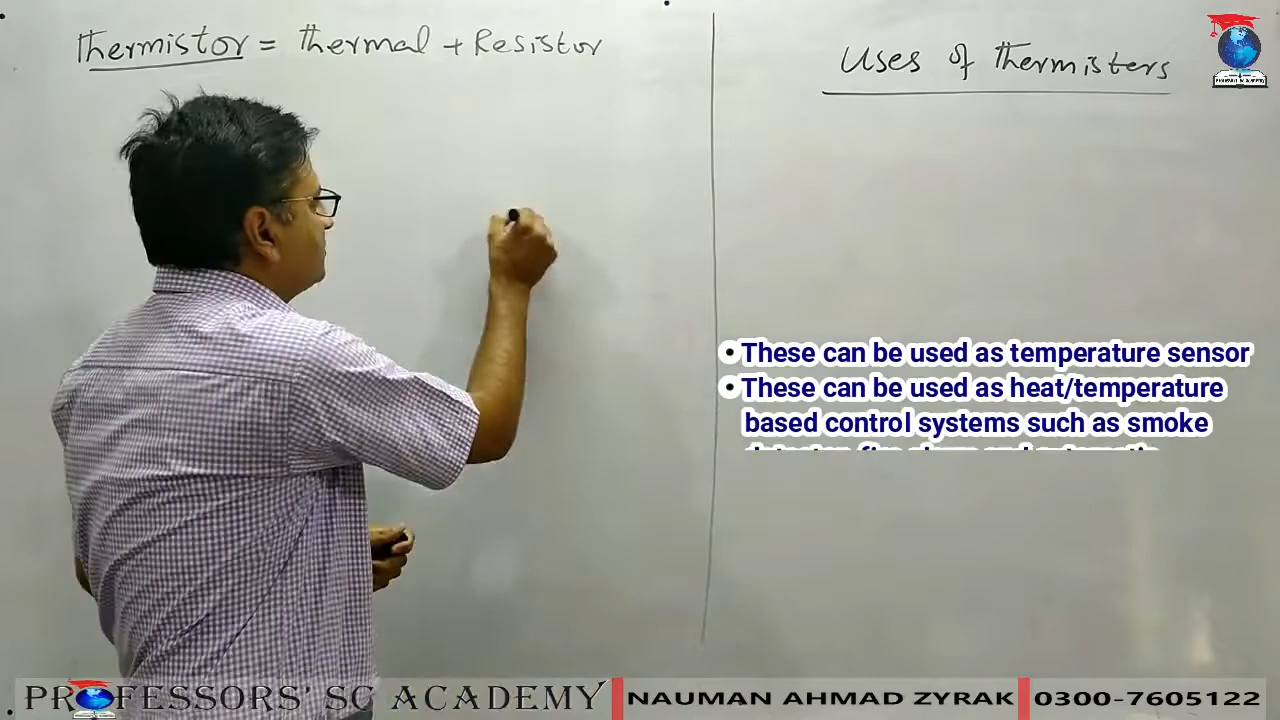 Thermistor = thermal + Resistor
Uses of thermisters
• These can be used as temperature sensor
• These can be used as heat/temperature
based control systems such as smoke
PROFESSORS' SC ACADEMY
NAUMAN AHMAD ZYRAK
0300-7605122